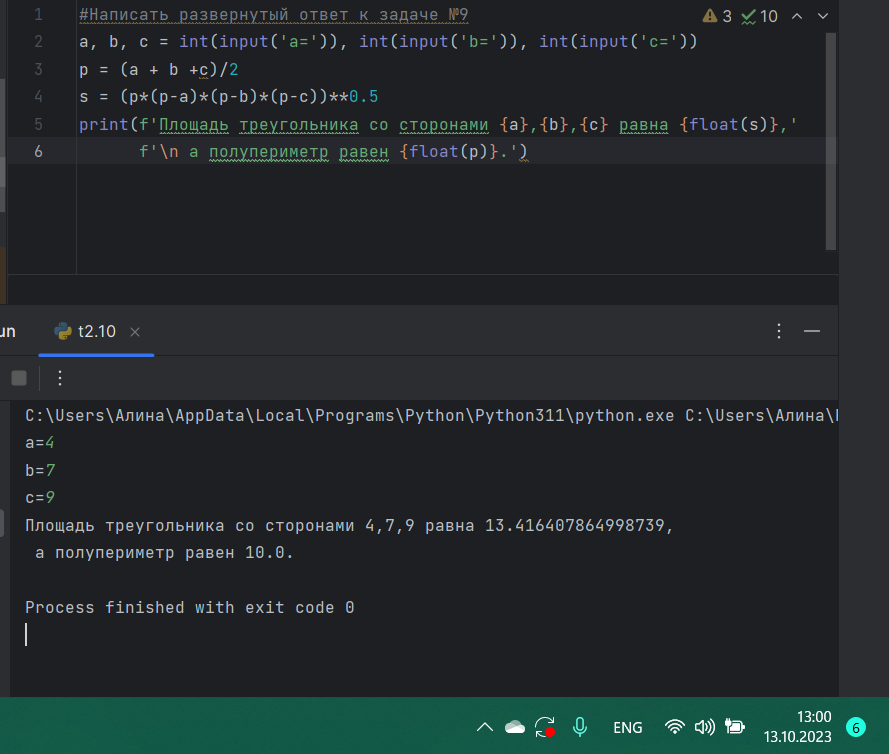 1 #Написать развернутый ответ к задаче №9
3 10
2 a, b, c = int(input('a=')), int(input('b=')), int(input('c='))
3 p = (a + b +c)/2
4 s = (p*(p-a)*(p-b)*(p-c))**0.5
5 print(f'Площадь треугольника со сторонами {a},{b},{c} равна {float(s)},'
6 f'\n а полупериметр равен {float(p)}.')
un t2.10
C:\Users\Алина\AppData\Local\Programs\Python\Python311\python.exe C:\Users\Алина\
a=4
b=7
c=9
Площадь треугольника со сторонами 4,7,9 равна 13.416407864998739,
а полупериметр равен 10.0.
Process finished with exit code 0
ENG
13:00
13.10.2023
6